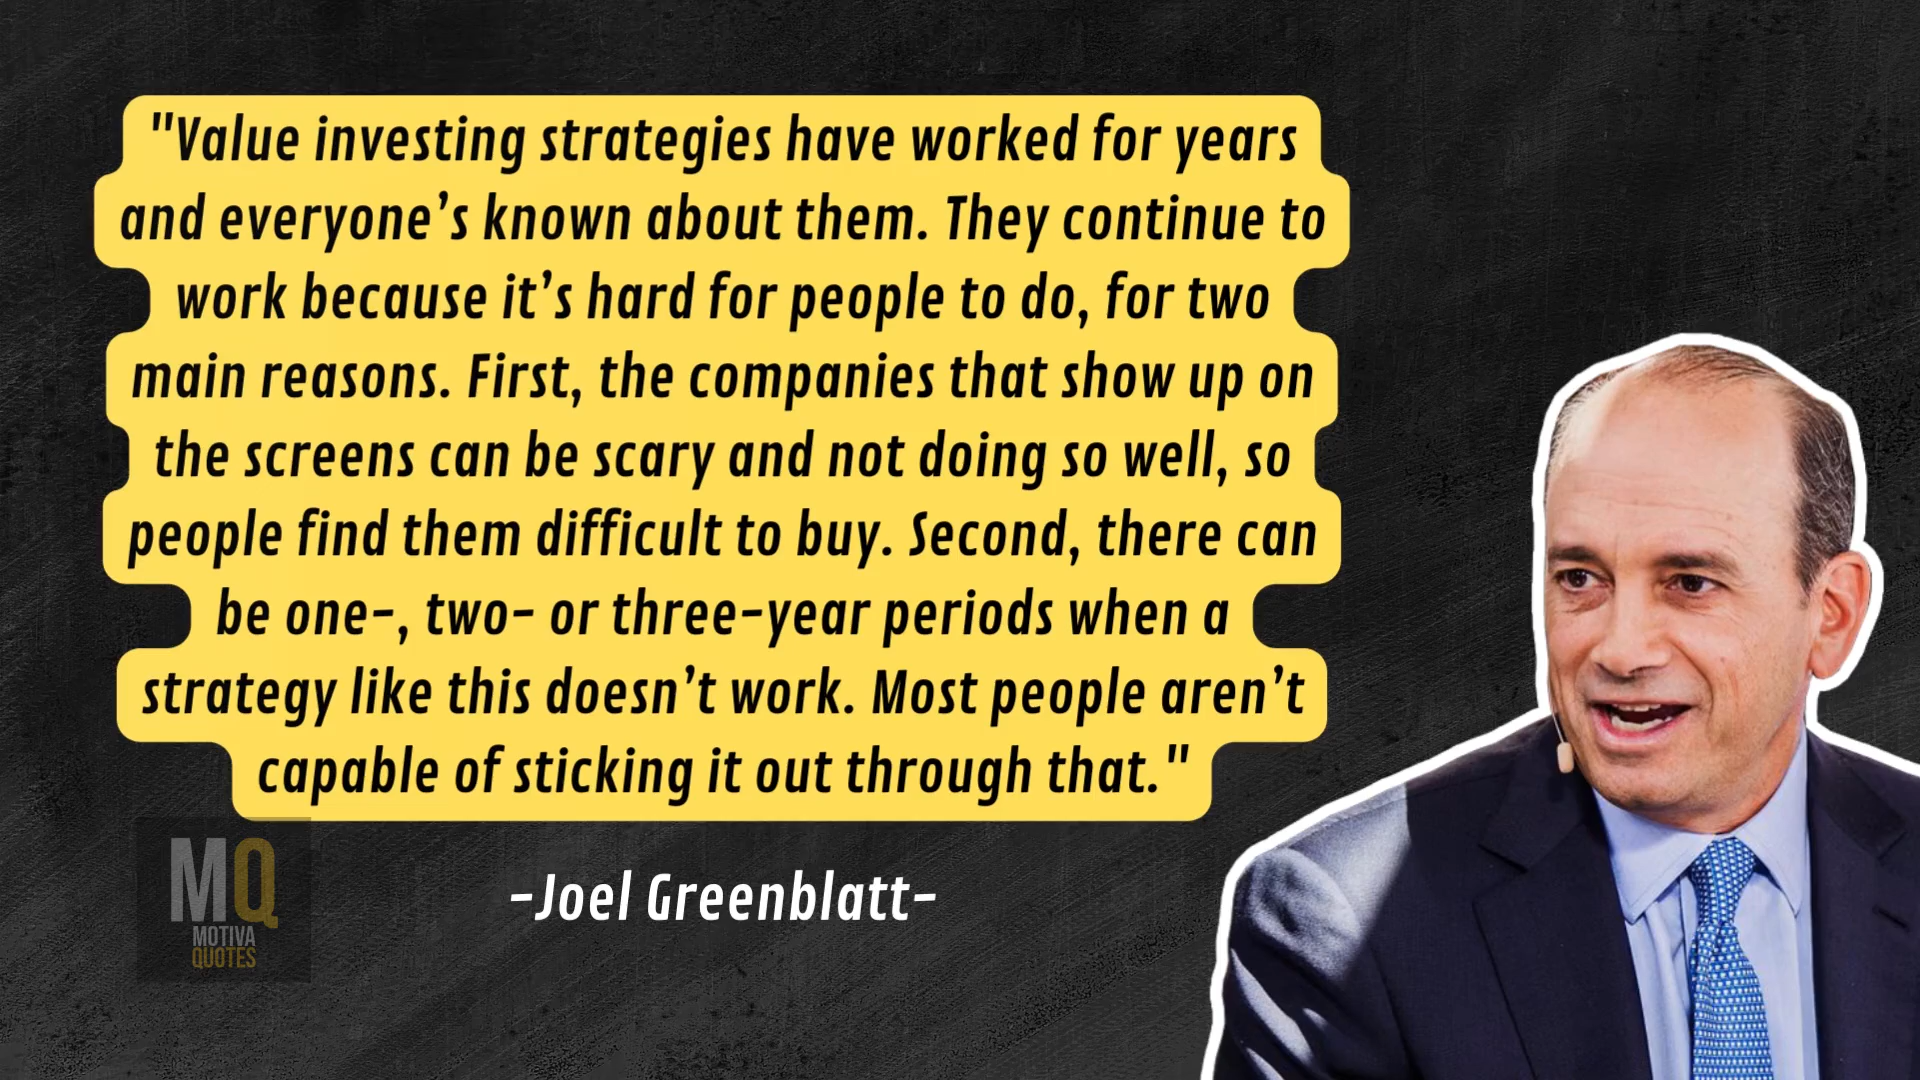 "Value investing strategies have worked for years
and everyone’s known about them. They continue to
work because it’s hard for people to do, for two
main reasons. First, the companies that show up on
the screens can be scary and not doing so well, so
people find them difficult to buy. Second, there can
be one-, two- or three-year periods when a
strategy like this doesn’t work. Most people aren’t
capable of sticking it out through that."
-Joel Greenblatt-
MQ
MOTIVA
QUOTES